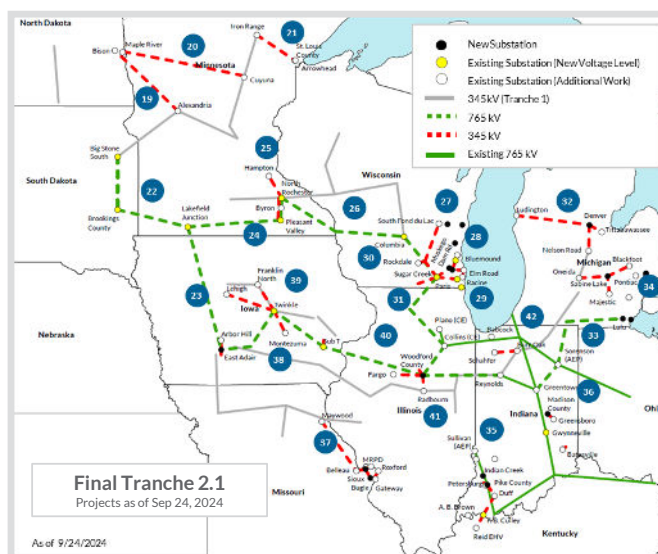 North Dakota
Iron Range
21
Maple River
20
Bison
Minnesota
St. Louis
County
Arrowhead
Cuyuna
19
Alexandria
New Substation
Existing Substation (New Voltage Level)
Existing Substation (Additional Work)
345kV (Tranche 1)
765 kV
345 kV
Existing 765 kV
Big Stone
South
25
Hampton
Wisconsin
South Dakota
22
North
Rochester
Byron
Pleasant
Valley
26
27
Ludington
32
Denver
Tittabawassee
Brookings
County
Lakefield
Junction
24
South Fond du Lac
28
Columbia
Bluemound
Nelson Road
30
Rockdale
Sugar Creek
Elm Road
Michigan
Blackfoot
Oneida
Sabine Lake
Pontiac
34
Paris
Racine
Majestic
Franklin
North
39
Lehigh
29
23
Iowa
Twinkle
31
42
Nebraska
Arbor Hill
Montezuma
Sub T
40
Plano (CE)
Collins (CE)
Babcock
33
Lulu
East Adair
38
Woodford
County
Schahfer
Sorenson
(AEP)
Fargo
Reynolds
36
Radbourn
Greentown
Illinois
Indiana
Madison
County
Greensboro
Ohi
41
Maywood
37
35
Sullivan
(AEP)
Gwynneville
Batesville
MRPD
Belleau
Roxford
Sioux
Bugle
Gateway
Indian Creek
Petersburg
Pike County
Duff
Missouri
A. B. Brown
F.B. Culley
Reid EHV
Kentucky
Final Tranche 2.1
Projects as of Sep 24, 2024
As of 9/24/2024